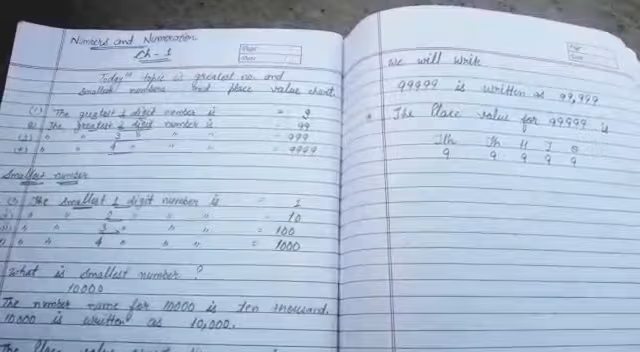 Numbers and Numeration
Ch - 1
Today's topic is greatest no. and
smallest numbers and place value chart.
(1) The greatest 1 digit number is = 9
2) The greatest 2 digit number is - 99
(3) " " 3 " " " - 999
(4) " " 4 " " " = 9999
Smallest number
(1) The smallest 1 digit number is - 1
" " 2 " " " - 10
" " 3 " " " = 100
" " 4 " " " = 1000
What is smallest number?
10000
The number name for 10000 is ten thousand.
10000 is written as 10,000.
The Place value
we will write
99999 is written as 99,999
The Place value for 99999 is
Tth Th H T O
9 9 9 9 9